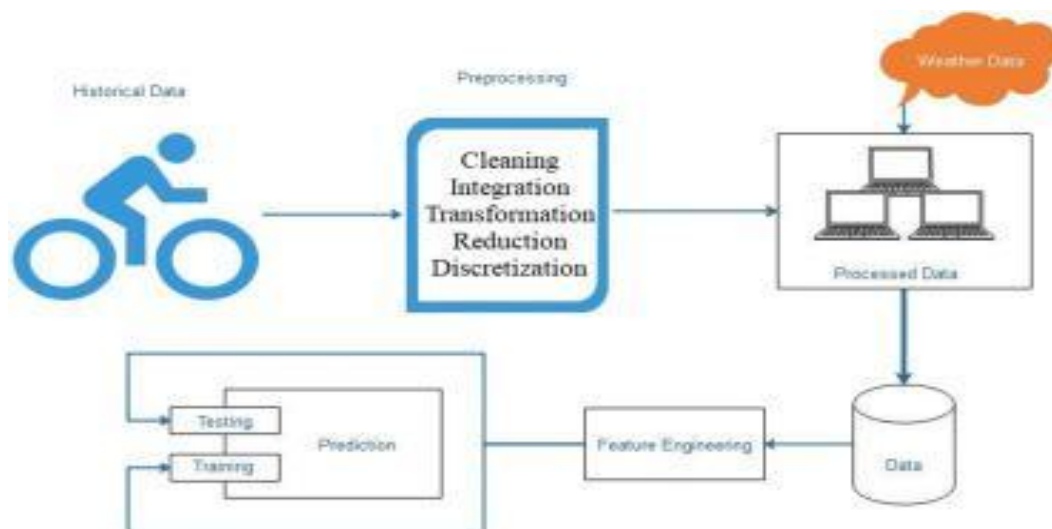 Historical Data
Preprocessing
Weather Data
Cleaning
Integration
Transformation
Reduction
Discretization
Processed Data
Testing
Training
Prediction
Feature Engineering
Data